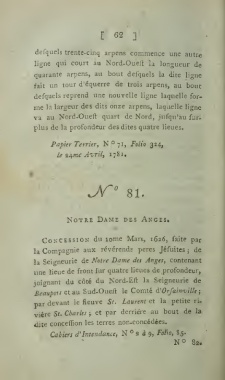 [ 62 ]
desquels trente-cinq arpens commence une autre
ligne qui court au Nord-Ouest la longueur de
quarante arpens, au bout desquels la dite ligne
fait un tour d'équerre de trois arpens, au bout
desquels reprend une nouvelle ligne laquelle for-
me la largeur des dit onze arpens, laquelle ligne
va au Nord-Ouest quart de Nord, jusqu'au sur-
plus de la profondeur des dites quatre lieues.
Papier Terrier, N° 71, Folio 324,
le 24me Avril, 1781.
N° 81.
NOTRE DAME DES ANGES.
CONCESSION du 10me Mars, 1626, faite par
la Compagnie aux révérends peres Jésuites; de
la Seigneurie de Notre Dame des Anges, contenant
une lieue de front sur quatre lieues de profondeur,
joignant du côté du Nord-Est la Seigneurie de
Beauport et au Sud-Ouest le Comté d'Orsainville;
par devant le fleuve St. Laurent et la petite ri-
vière St. Charles; et par derrière au bout de la
dite concession les terres non-concédées.
Cahiers d'Intendance, N° 2 à 9, Folio, 85.
N° 82.